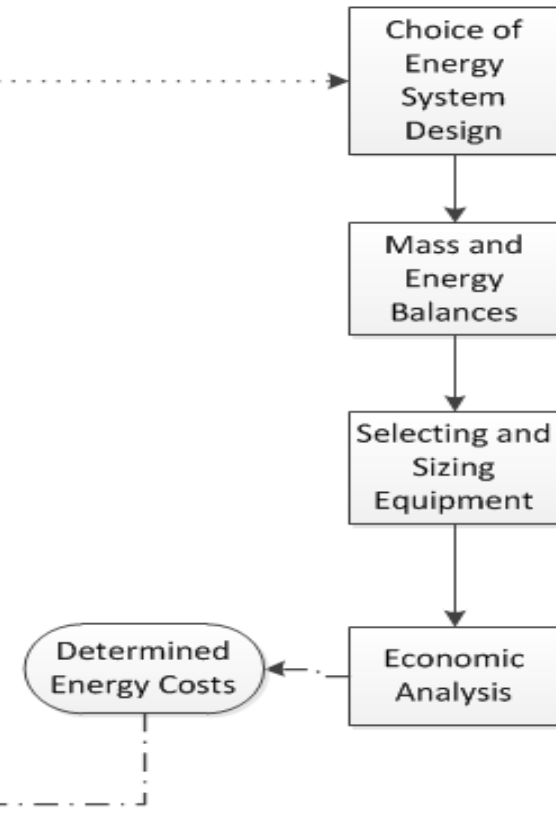 Choice of
Energy
System
Design
Mass and
Energy
Balances
Selecting and
Sizing
Equipment
Determined
Energy Costs
Economic
Analysis